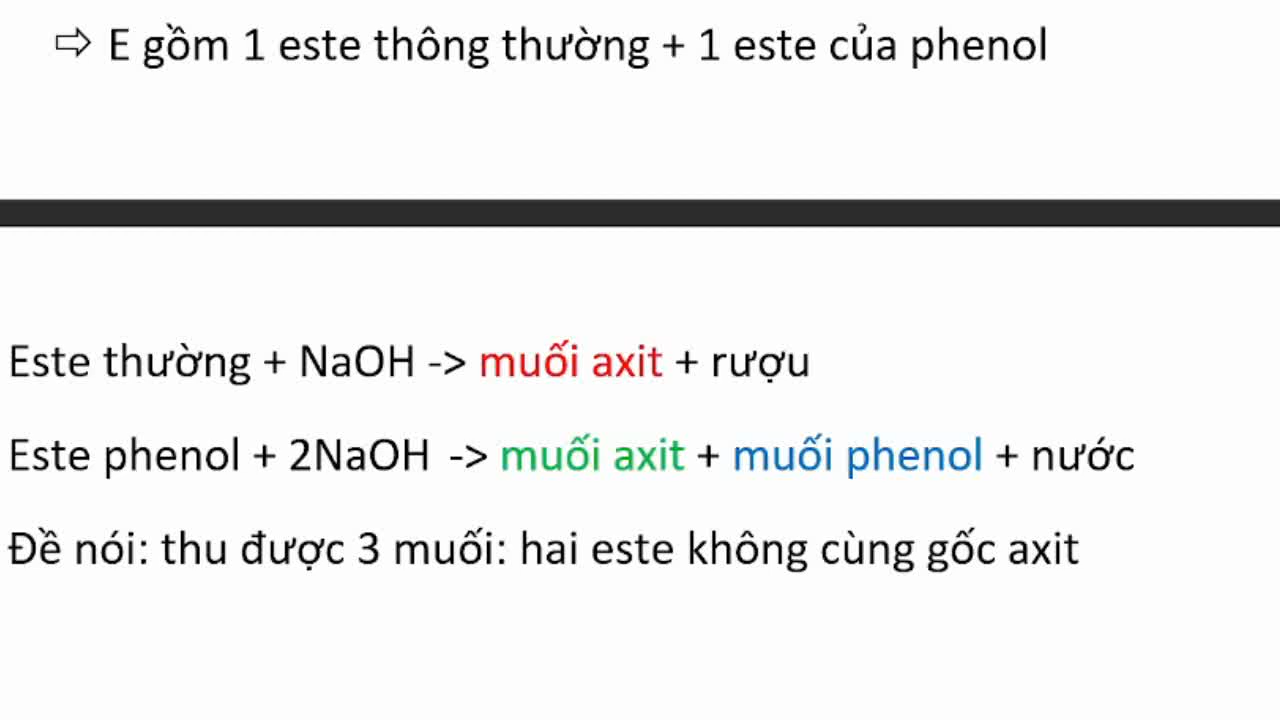 ⇨ E gồm 1 este thông thường + 1 este của phenol
Este thường + NaOH -> muối axit + rượu
Este phenol + 2NaOH -> muối axit + muối phenol + nước
Đề nói: thu được 3 muối: hai este không cùng gốc axit